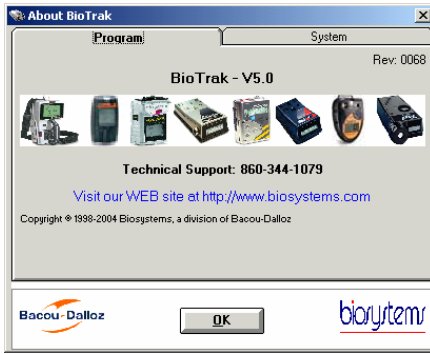 About BioTrak
Program
System
Rev: 0068
BioTrak - V5.0
Technical Support: 860-344-1079
Visit our WEB site at http://www.biosystems.com
Copyright ® 1998-2004 Biosystems, a division of Bacou-Dalloz
Bacou-Dalloz
OK
biosystems